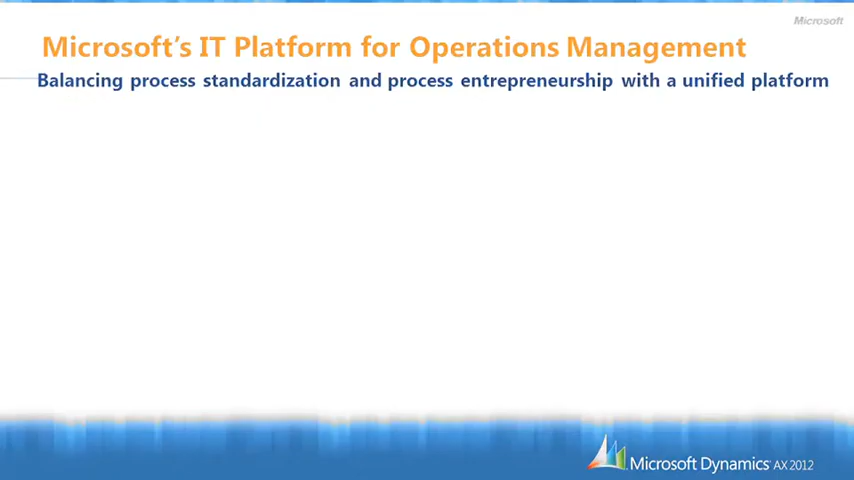 Microsoft
Microsoft's IT Platform for Operations Management
Balancing process standardization and process entrepreneurship with a unified platform
Microsoft Dynamics AX 2012